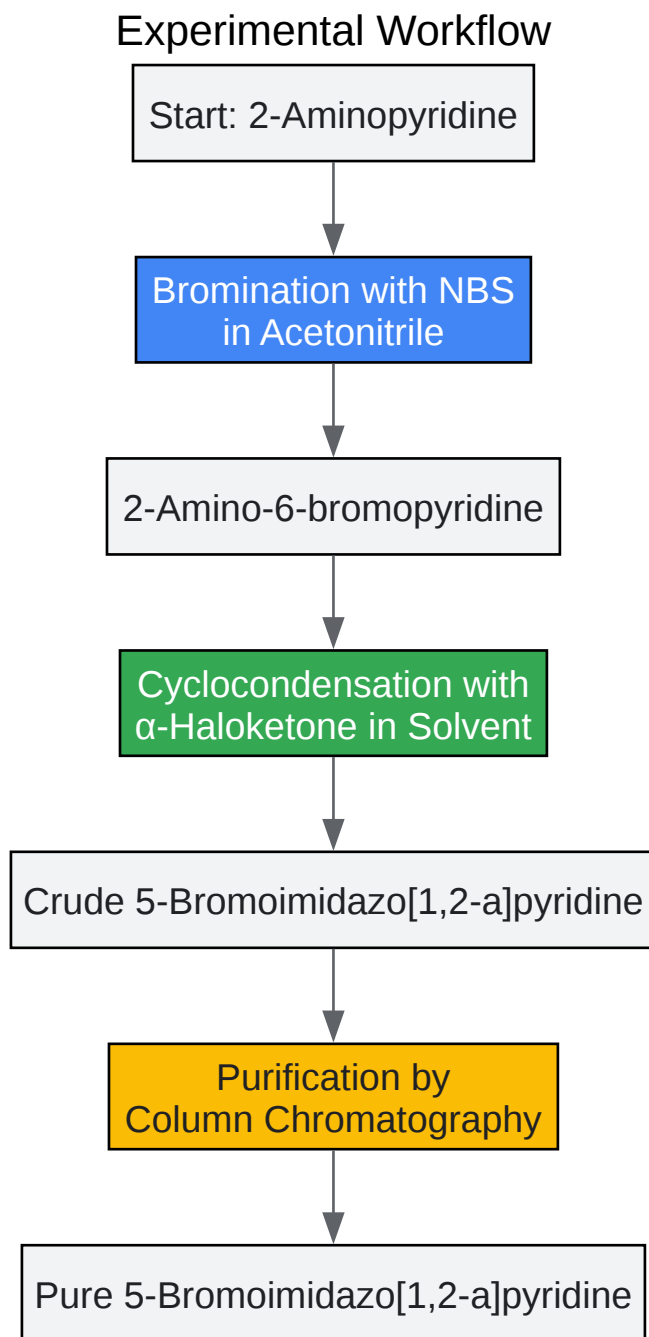 Experimental Workflow
Start: 2-Aminopyridine
Bromination with NBS
in Acetonitrile
2-Amino-6-bromopyridine
Cyclocondensation with
α-Haloketone in Solvent
Crude 5-Bromoimidazo[1,2-a]pyridine
Purification by
Column Chromatography
Pure 5-Bromoimidazo[1,2-a]pyridine